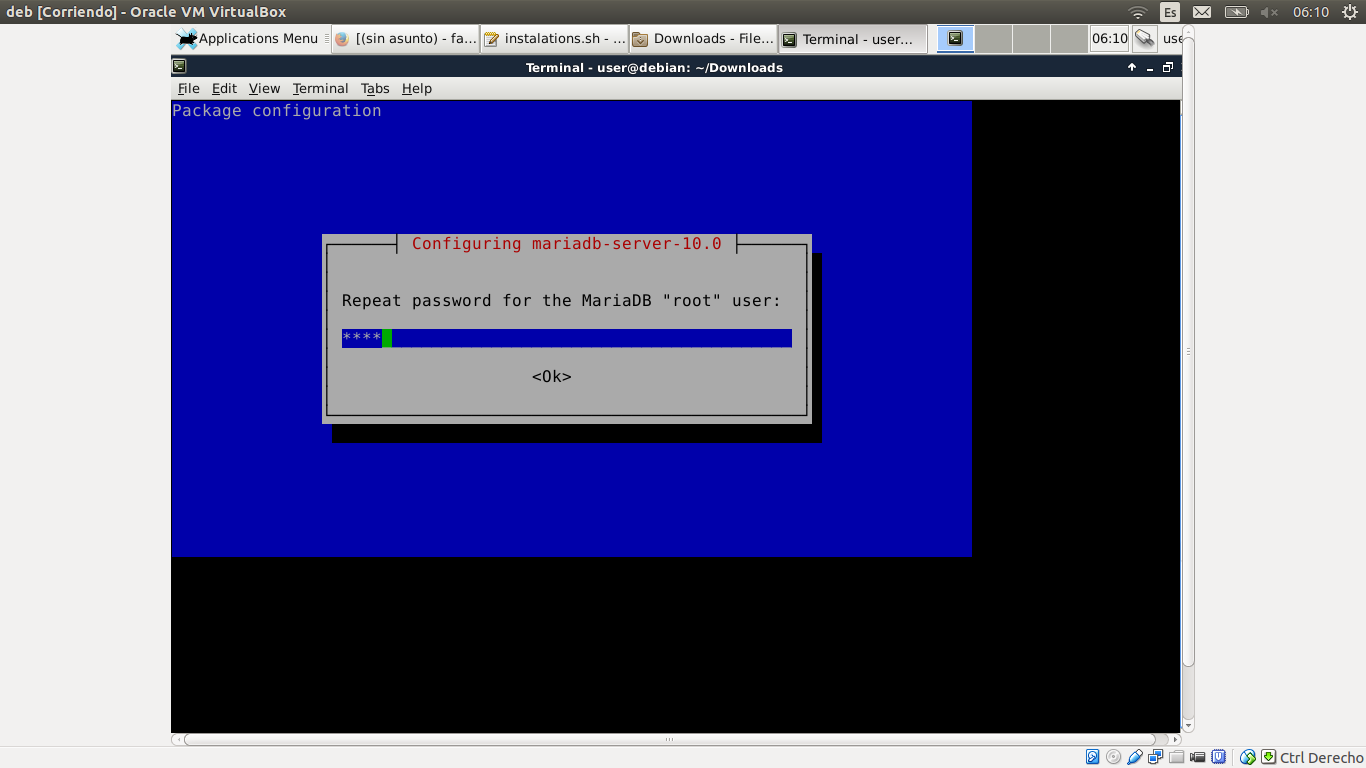 deb [Corriendo] - Oracle VM VirtualBox
Es
06:10
Applications Menu
[(sin asunto) - fa...
instalations.sh - ...
Downloads - File...
Terminal - user...
06:10
use
Terminal - user@debian: ~/Downloads
File Edit View Terminal Tabs Help
Package configuration
Configuring mariadb-server-10.0
Repeat password for the MariaDB "root" user:
****
<Ok>
Ctrl Derecho